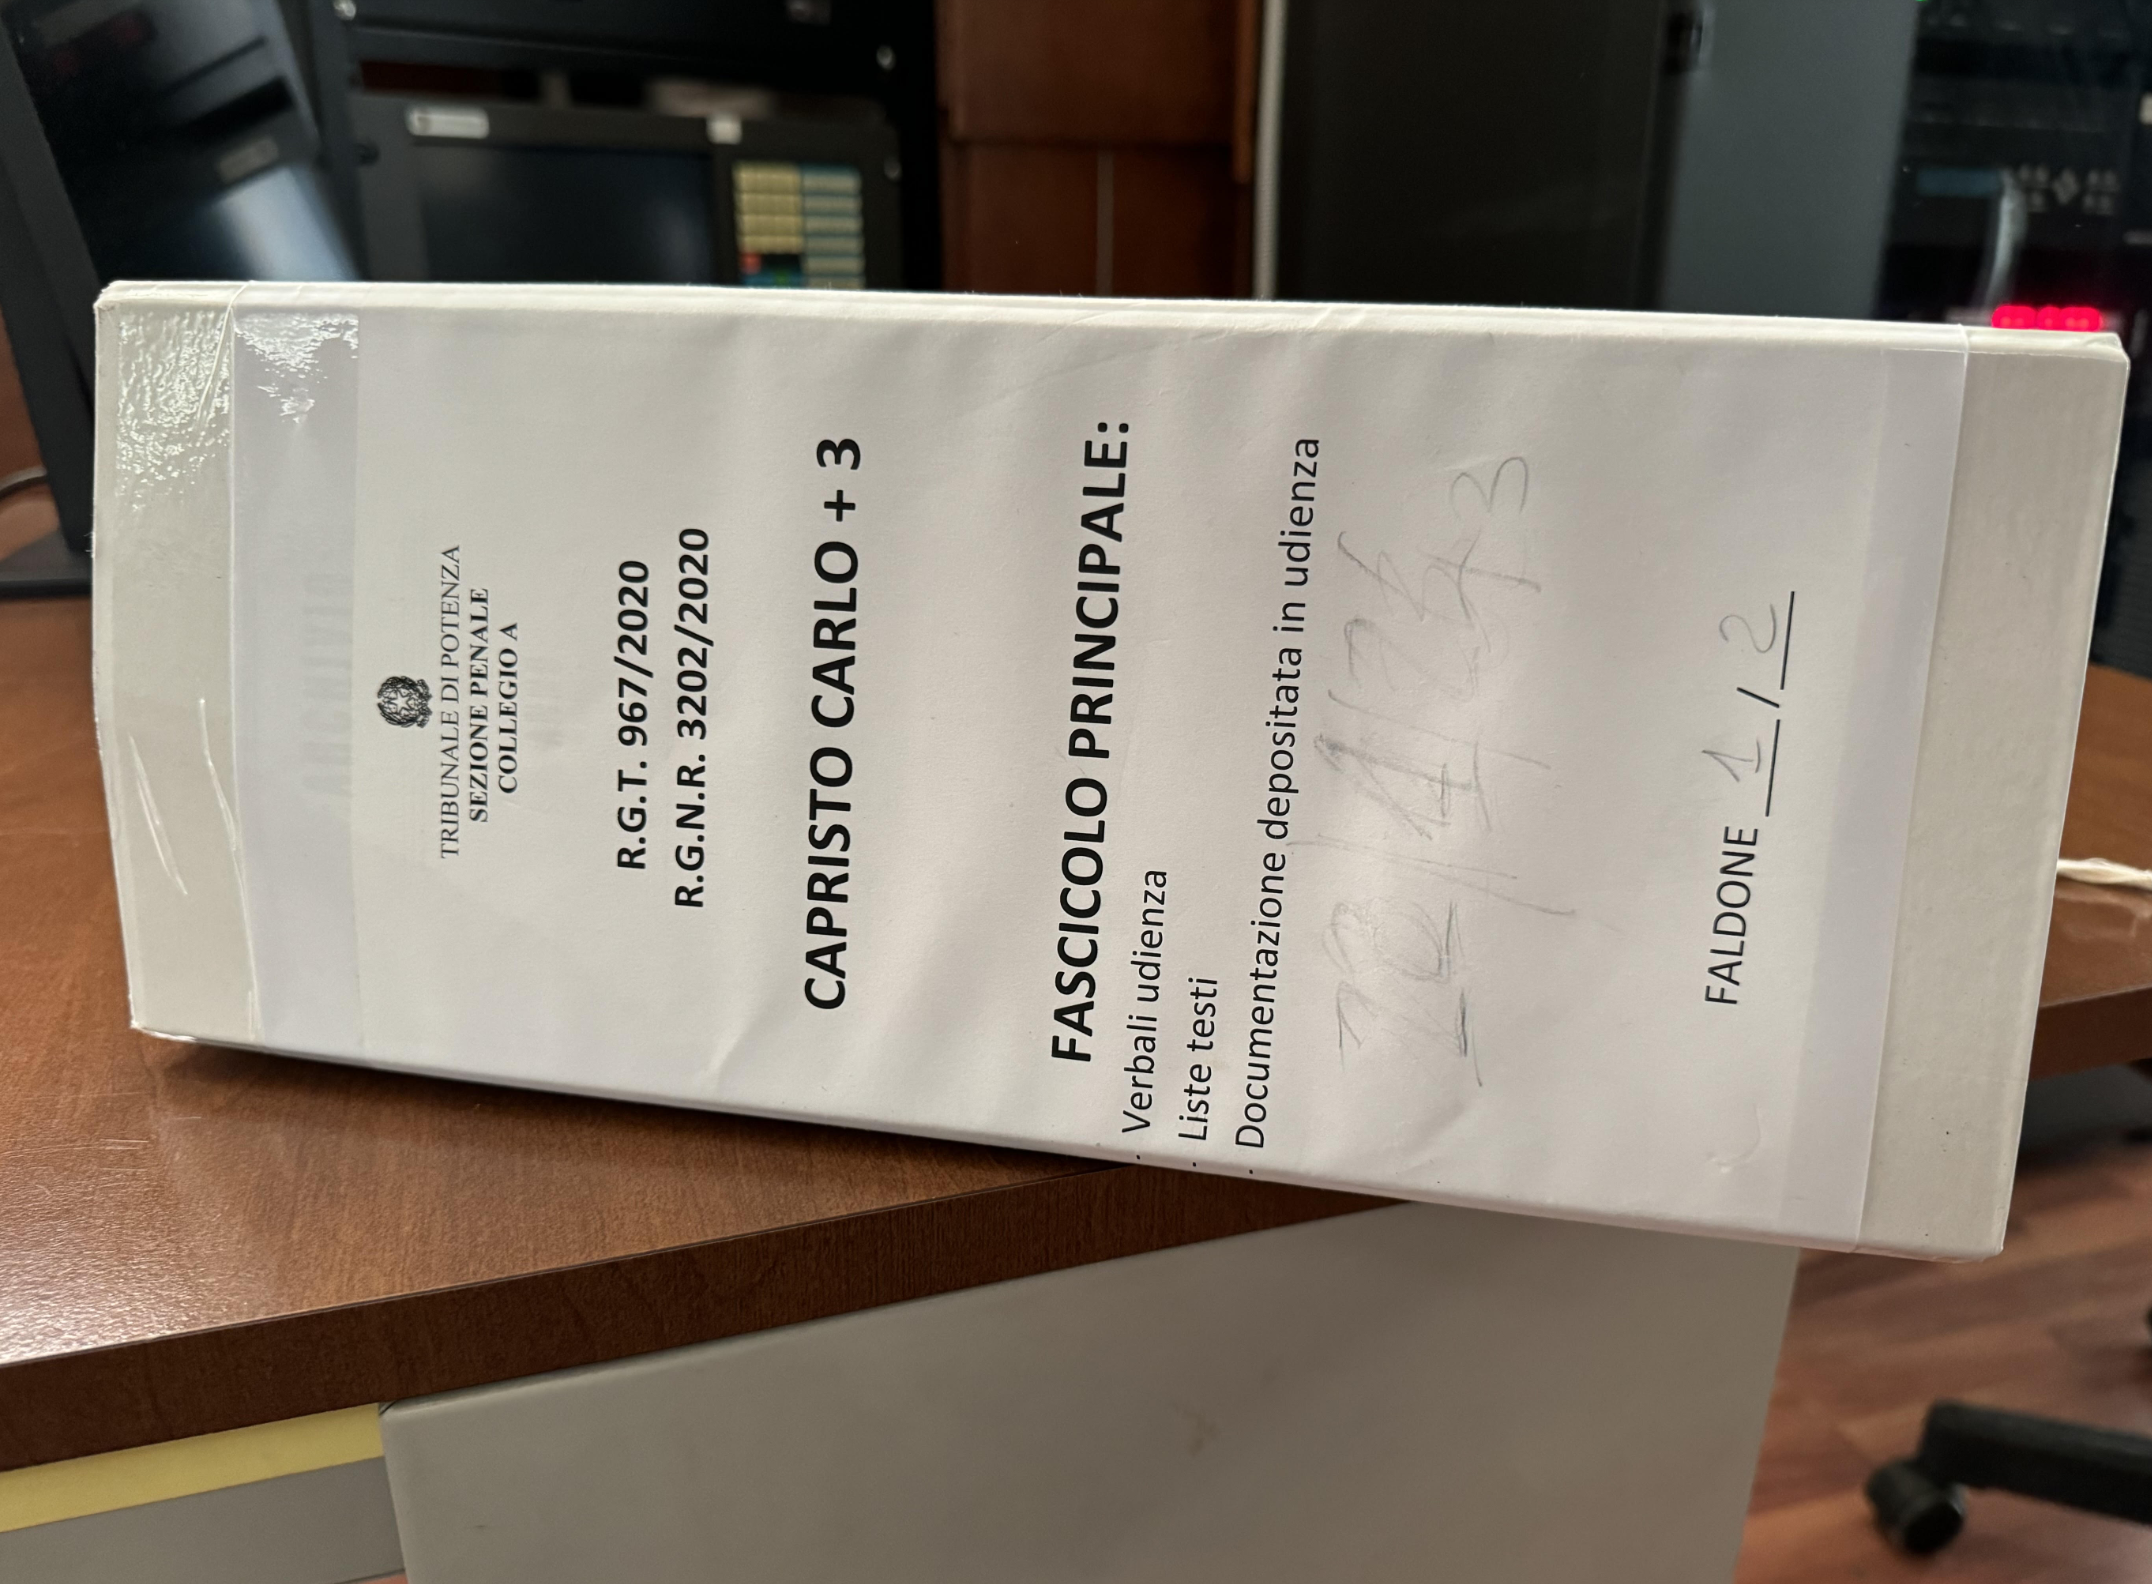 TRIBUNALE DI POTENZA
SEZIONE PENALE
COLLEGIO A
R.G.T. 967/2020
R.G.N.R. 3202/2020
CAPRISTO CARLO + 3
FASCICOLO PRINCIPALE:
- Verbali udienza
- Liste testi
- Documentazione depositata in udienza
FALDONE 1 / 2